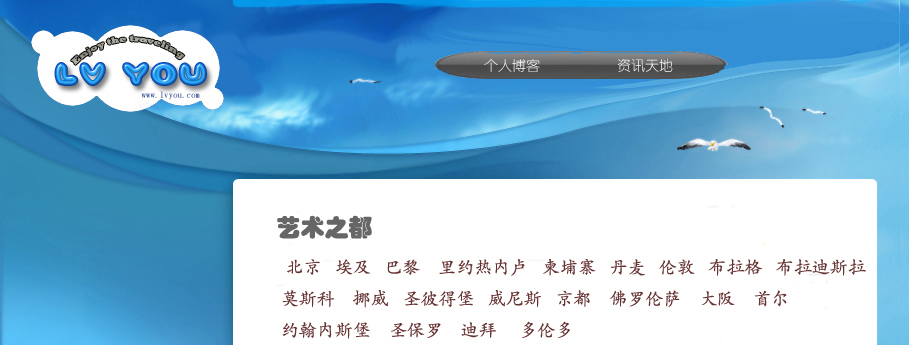 Enjoy the traveling
LV YOU
www.lvyou.com
个人博客 资讯天地
艺术之都
北京 埃及 巴黎 里约热内卢 柬埔寨 丹麦 伦敦 布拉格 布拉迪斯拉
莫斯科 挪威 圣彼得堡 威尼斯 京都 佛罗伦萨 大阪 首尔
约翰内斯堡 圣保罗 迪拜 多伦多